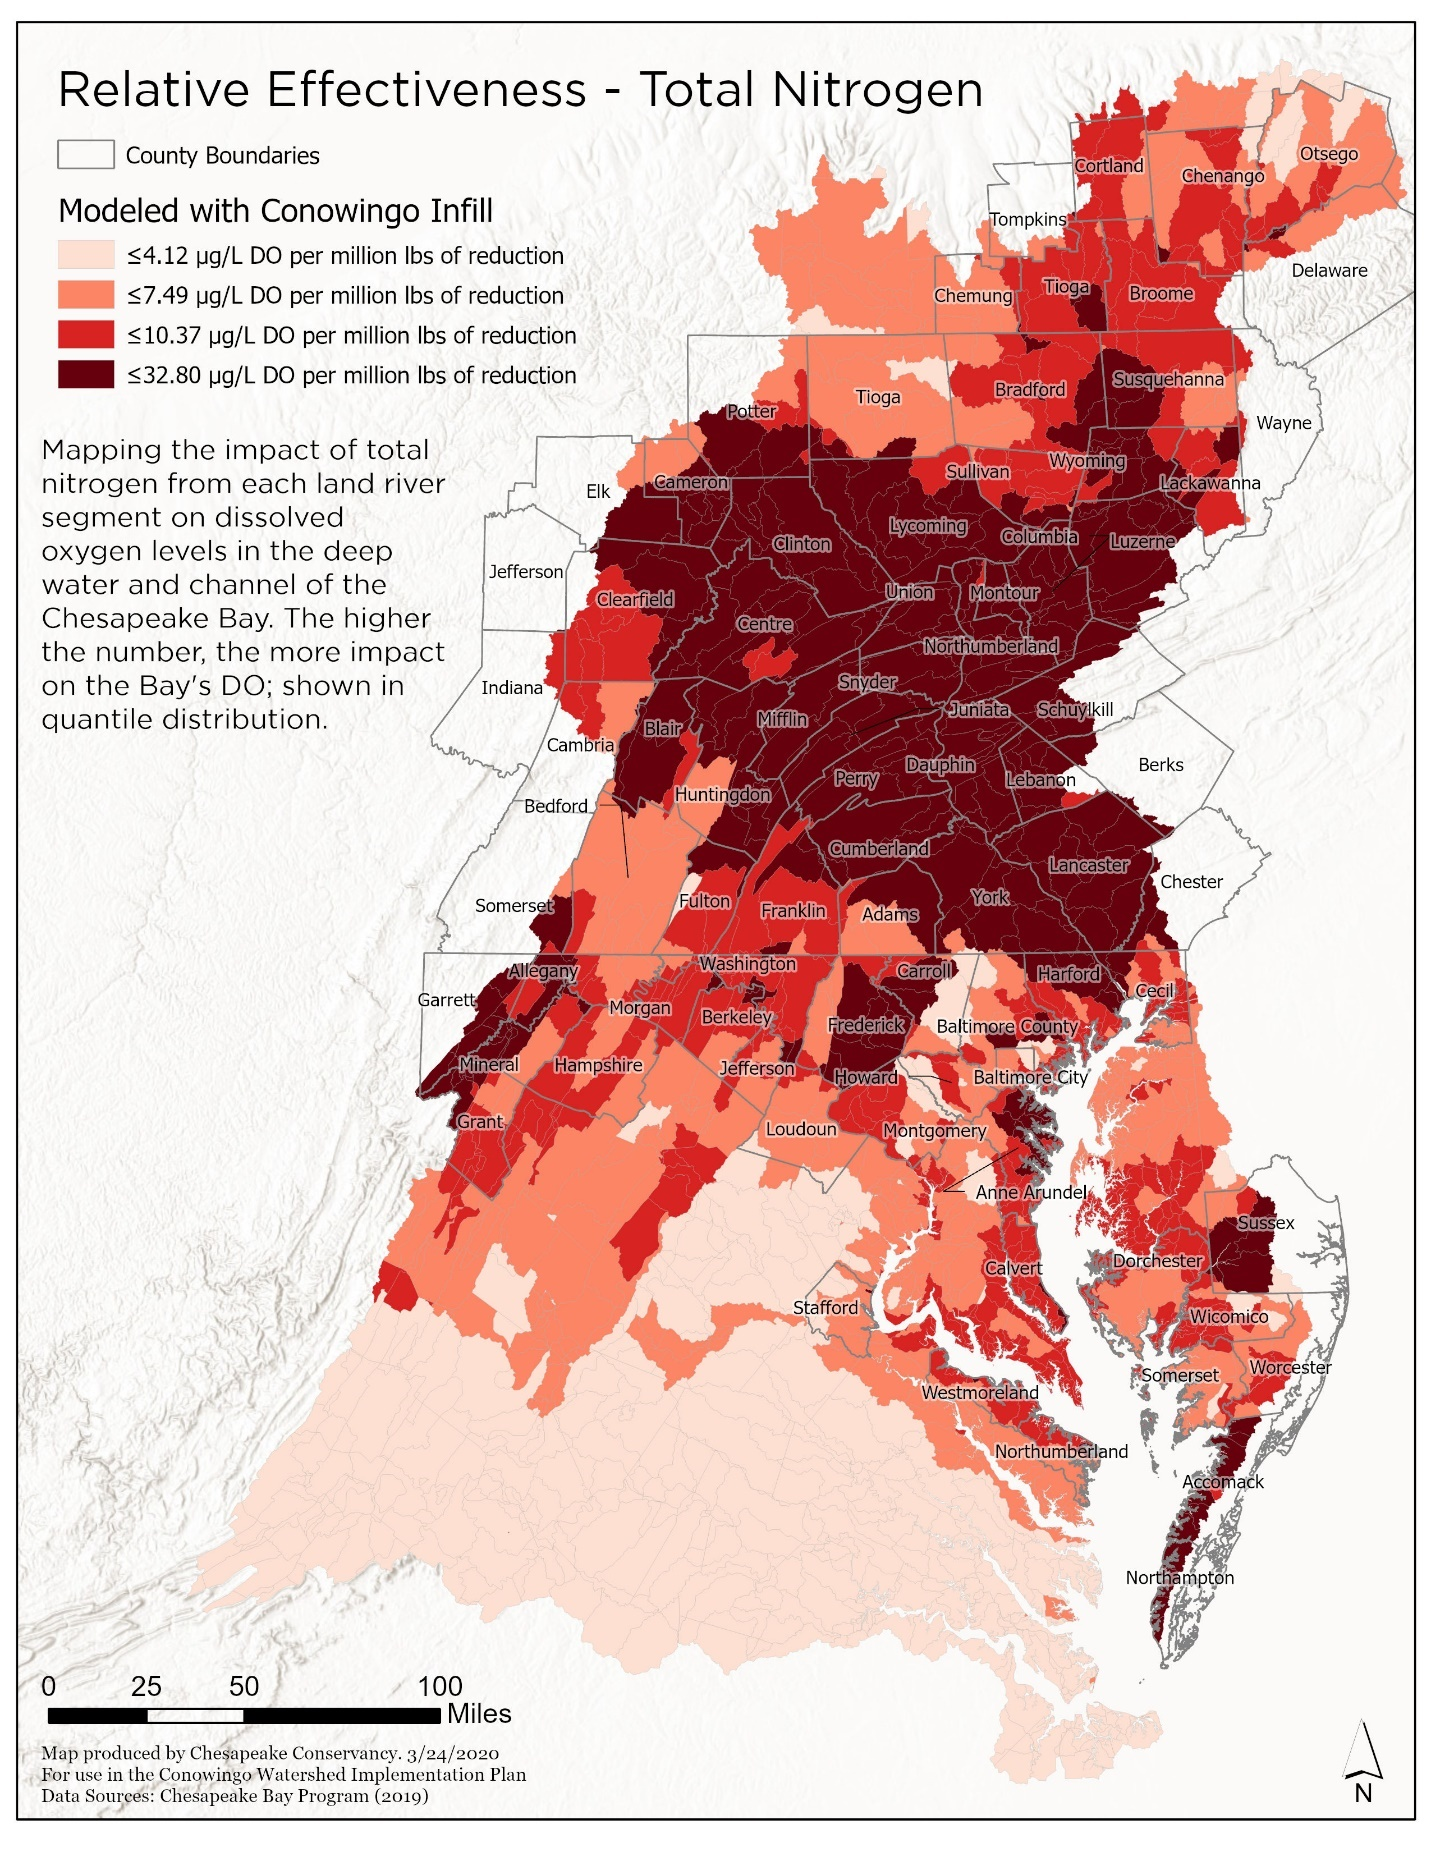 Relative Effectiveness - Total Nitrogen
County Boundaries
Modeled with Conowingo Infill
≤4.12 µg/L DO per million lbs of reduction
≤7.49 µg/L DO per million lbs of reduction
≤10.37 µg/L DO per million lbs of reduction
≤32.80 µg/L DO per million lbs of reduction
Mapping the impact of total
nitrogen from each land river
segment on dissolved
oxygen levels in the deep
water and channel of the
Chesapeake Bay. The higher
the number, the more impact
on the Bay's DO; shown in
quantile distribution.
Otsego
Cortland
Chenango
Tompkins
Delaware
Tioga
Broome
Chemung
Susquehanna
Bradford
Tioga
Potter
Wayne
Wyoming
Sullivan
Cameron
Lackawanna
Elk
Lycoming
Columbia
Clinton
Luzerne
Jefferson
Union
Montour
Clearfield
Centre
Northumberland
Snyder
Indiana
Juniata
Schuylkill
Mifflin
Blair
Cambria
Dauphin
Berks
Perry
Lebanon
Huntingdon
Bedford
Cumberland
Lancaster
Chester
York
Fulton
Somerset
Franklin
Adams
Washington
Allegany
Carroll
Harford
Garrett
Cecil
Morgan
Berkeley
Frederick
Baltimore County
Mineral
Hampshire
Jefferson
Howard
Baltimore City
Grant
Loudoun
Montgomery
Anne Arundel
Sussex
Dorchester
Calvert
Stafford
Wicomico
Worcester
Somerset
Westmoreland
Northumberland
Accomack
Northampton
0 25 50 100
Miles
Map produced by Chesapeake Conservancy. 3/24/2020
For use in the Conowingo Watershed Implementation Plan
Data Sources: Chesapeake Bay Program (2019)
N